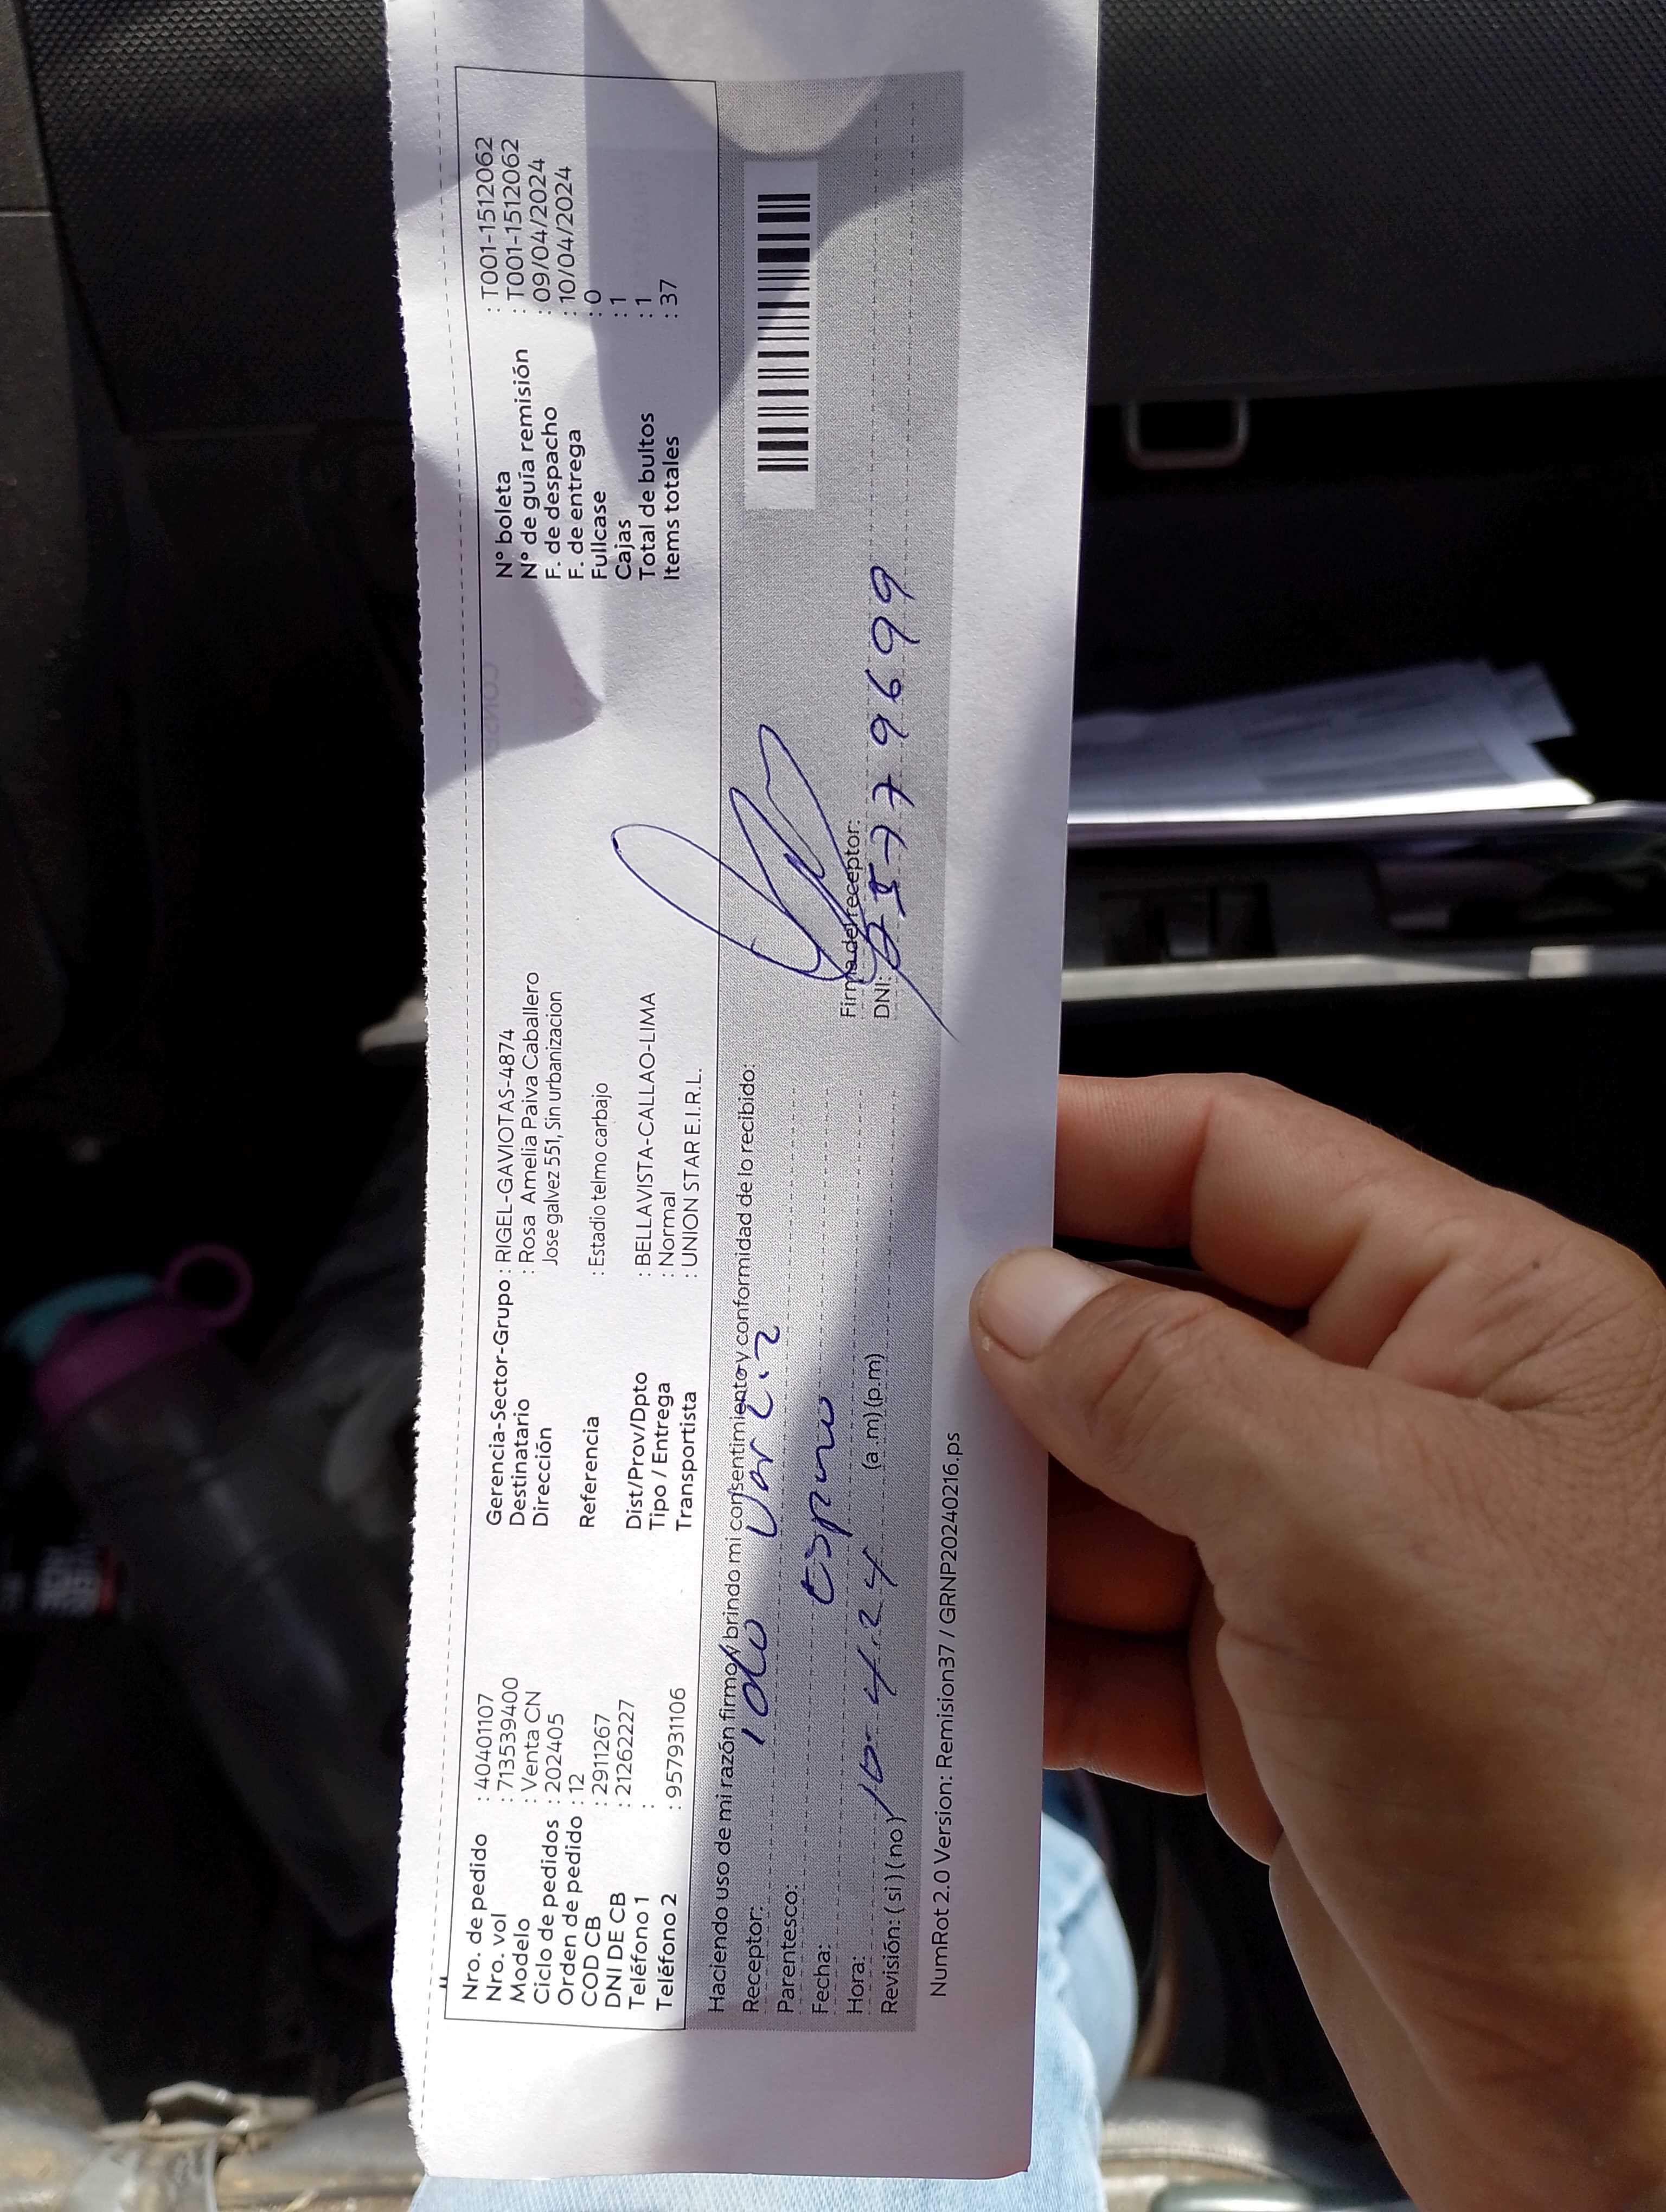 Nro. de pedido : 40401107
Nro. vol : 713539400
Modelo : Venta CN
Ciclo de pedidos : 202405
Orden de pedido : 12
COD CB : 2911267
DNI DE CB : 21262227
Teléfono 1 :
Teléfono 2 : 957931106
Gerencia-Sector-Grupo : RIGEL-GAVIOTAS-4874
Destinatario : Rosa Amelia Paiva Caballero
Dirección Jose galvez 551, Sin urbanizacion
Referencia : Estadio telmo carbajo
Dist/Prov/Dpto : BELLAVISTA-CALLAO-LIMA
Tipo / Entrega : Normal
Transportista : UNION STAR E.I.R.L.
N° boleta : T001-1512062
N° de guía remisión : T001-1512062
F. de despacho : 09/04/2024
F. de entrega : 10/04/2024
Fullcase : 0
Cajas : 1
Total de bultos : 1
Items totales : 37
Haciendo uso de mi razón firmo y brindo mi consentimiento y conformidad de lo recibido:
Receptor:
Parentesco:
Fecha: 10-4-24
Hora: (a.m)(p.m)
Revisión: (si)(no)
Firma del receptor:
DNI: 25779699
NumRot 2.0 Version: Remision37 / GRNP20240216.ps